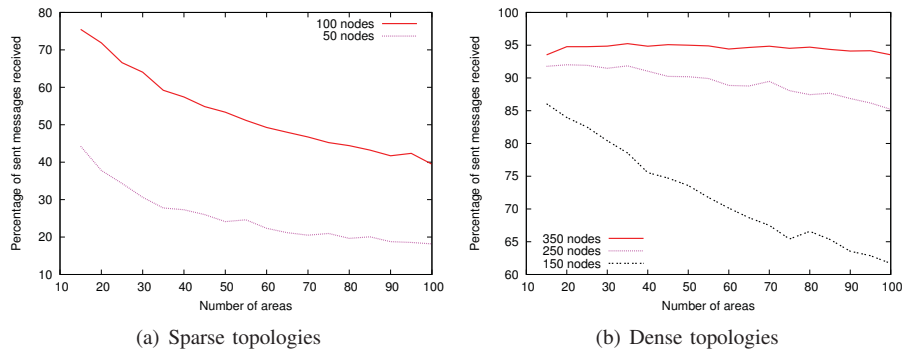 80
70
60
50
40
30
20
10
10 20 30 40 50 60 70 80 90 100
Percentage of sent messages received
Number of areas
100 nodes
50 nodes
(a) Sparse topologies
100
95
90
85
80
75
70
65
60
10 20 30 40 50 60 70 80 90 100
Percentage of sent messages received
Number of areas
350 nodes
250 nodes
150 nodes
(b) Dense topologies